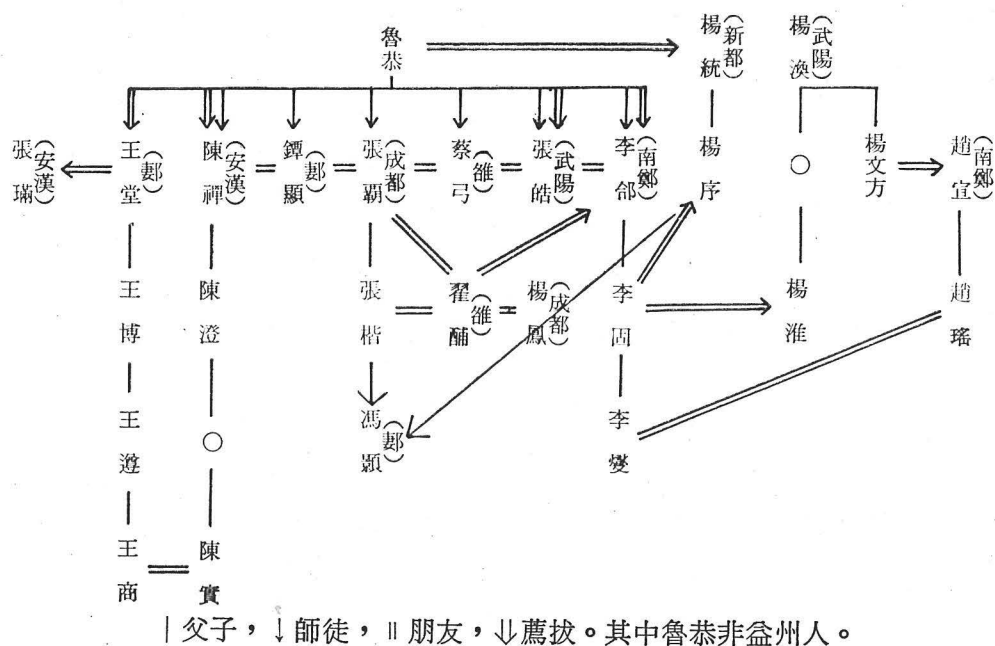 魯恭
楊統（新都）
楊渙（武陽）
張璊（安漢）
王堂（郪）
陳禪（安漢）
鐔顯（郪）
張霸（成都）
蔡弓（雒）
張皓（武陽）
李郃（南鄭）
楊序
○
楊文方
趙宣（南鄭）
王博
陳澄
張楷
翟酺（雒）
楊鳳（成都）
李固
楊淮
趙瑤
王遵
○
馮顥（郪）
李燮
王商
陳實
｜父子，↓師徒，‖朋友，⇓薦拔。其中魯恭非益州人。